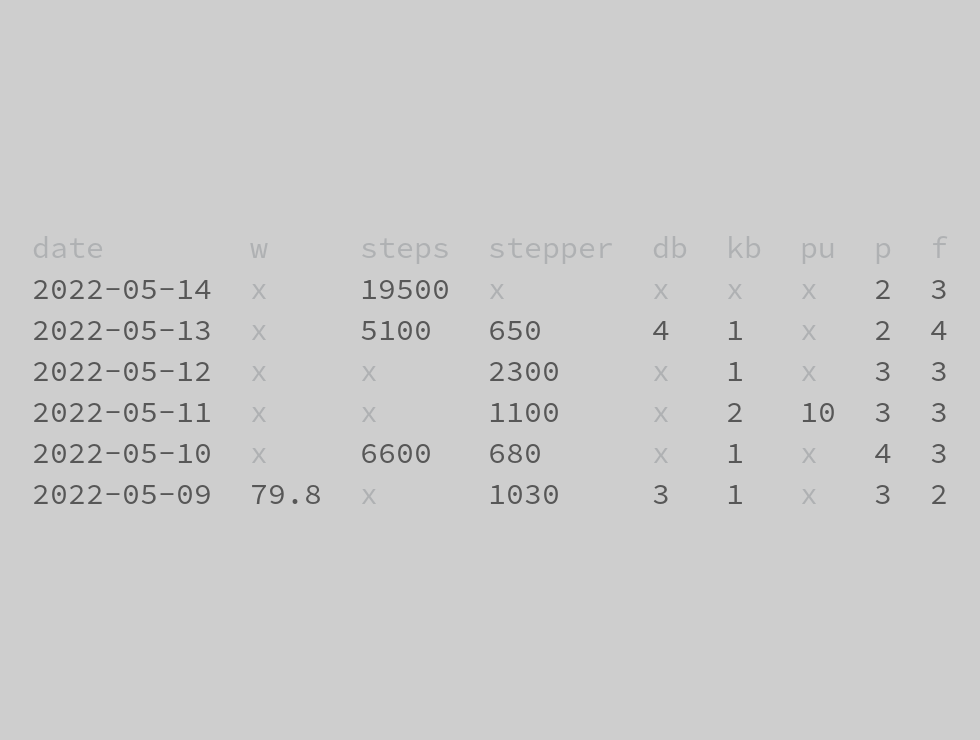 date w steps stepper db kb pu p f
2022-05-14 x 19500 x x x x 2 3
2022-05-13 x 5100 650 4 1 x 2 4
2022-05-12 x x 2300 x 1 x 3 3
2022-05-11 x x 1100 x 2 10 3 3
2022-05-10 x 6600 680 x 1 x 4 3
2022-05-09 79.8 x 1030 3 1 x 3 2